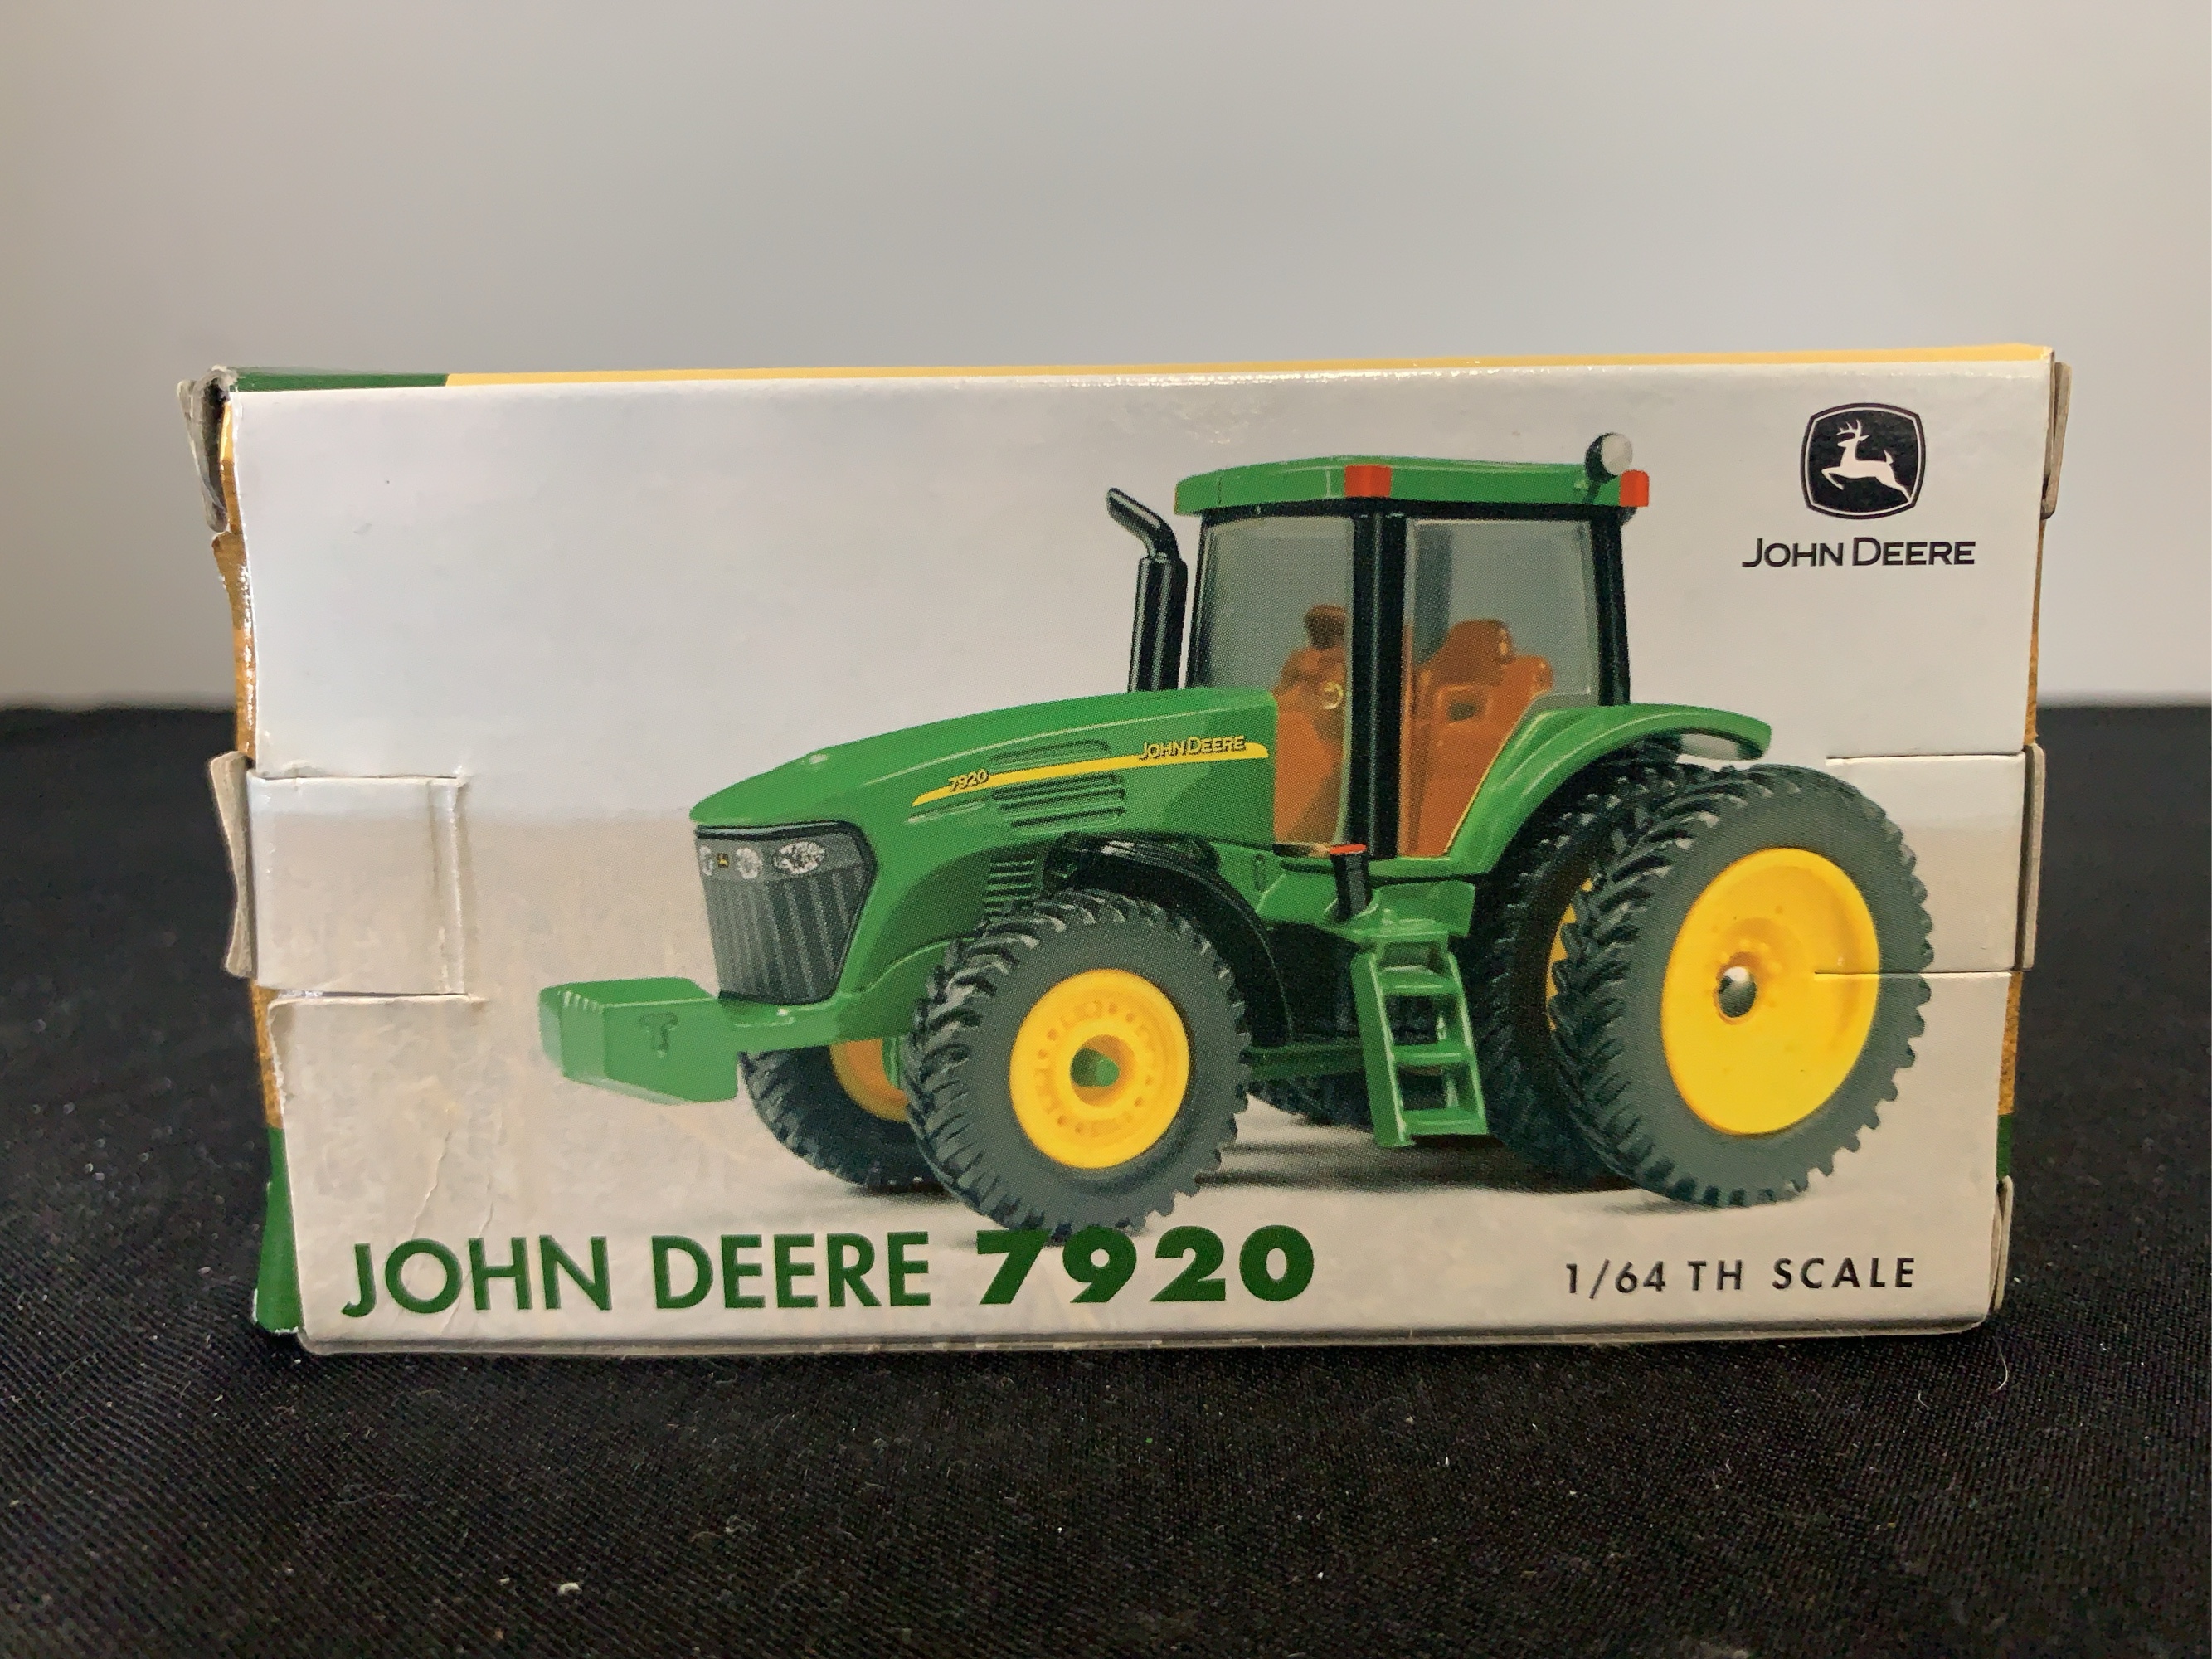 JOHN DEERE
JOHN DEERE
7920
JOHN DEERE 7920
1/64 TH SCALE